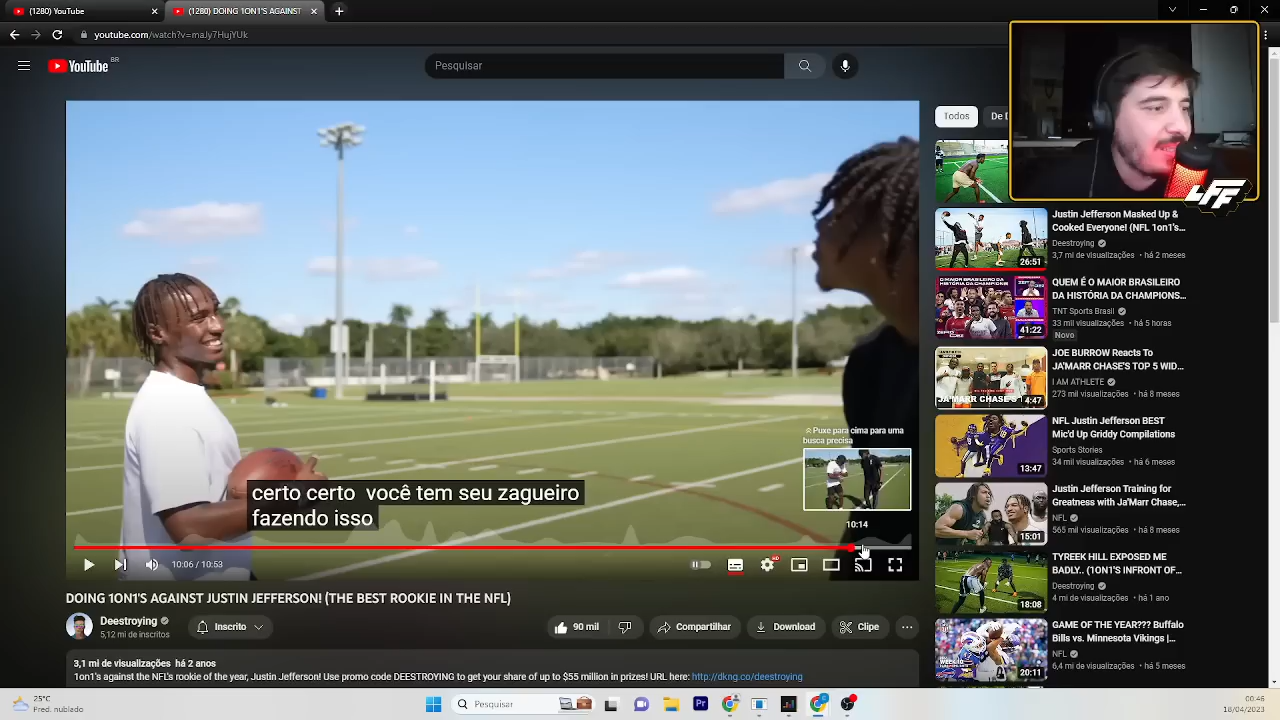 (1280) YouTube
(1280) DOING 1ON1'S AGAINST
youtube.com/watch?v=maJy7HujYUk
YouTube BR
Pesquisar
Todos
certo certo você tem seu zagueiro
fazendo isso
Puxe para cima para uma
busca precisa
10:14
10:06 / 10:53
HD
DOING 1ON1'S AGAINST JUSTIN JEFFERSON! (THE BEST ROOKIE IN THE NFL)
Deestroying
5,12 mi de inscritos
Inscrito
90 mil
Compartilhar
Download
Clipe
3,1 mi de visualizações há 2 anos
1on1's against the NFL's rookie of the year, Justin Jefferson! Use promo code DEESTROYING to get your share of up to $55 million in prizes! URL here: http://dkng.co/deestroying
LFF
Justin Jefferson Masked Up &
Cooked Everyone! (NFL 1on1's...
Deestroying
3,7 mi de visualizações • há 2 meses
26:51
QUEM É O MAIOR BRASILEIRO
DA HISTÓRIA DA CHAMPIONS...
TNT Sports Brasil
33 mil visualizações • há 5 horas
Novo
41:22
JOE BURROW Reacts To
JA'MARR CHASE'S TOP 5 WID...
I AM ATHLETE
273 mil visualizações • há 8 meses
4:47
NFL Justin Jefferson BEST
Mic'd Up Griddy Compilations
Sports Stories
34 mil visualizações • há 6 meses
13:47
Justin Jefferson Training for
Greatness with Ja'Marr Chase,...
NFL
565 mil visualizações • há 8 meses
15:01
TYREEK HILL EXPOSED ME
BADLY.. (1ON1'S INFRONT OF...
Deestroying
4 mi de visualizações • há 1 ano
18:08
GAME OF THE YEAR??? Buffalo
Bills vs. Minnesota Vikings |...
NFL
6,4 mi de visualizações • há 5 meses
20:11
75°F
Pred. nublado
Pesquisar
Pr
00:46
18/04/2023